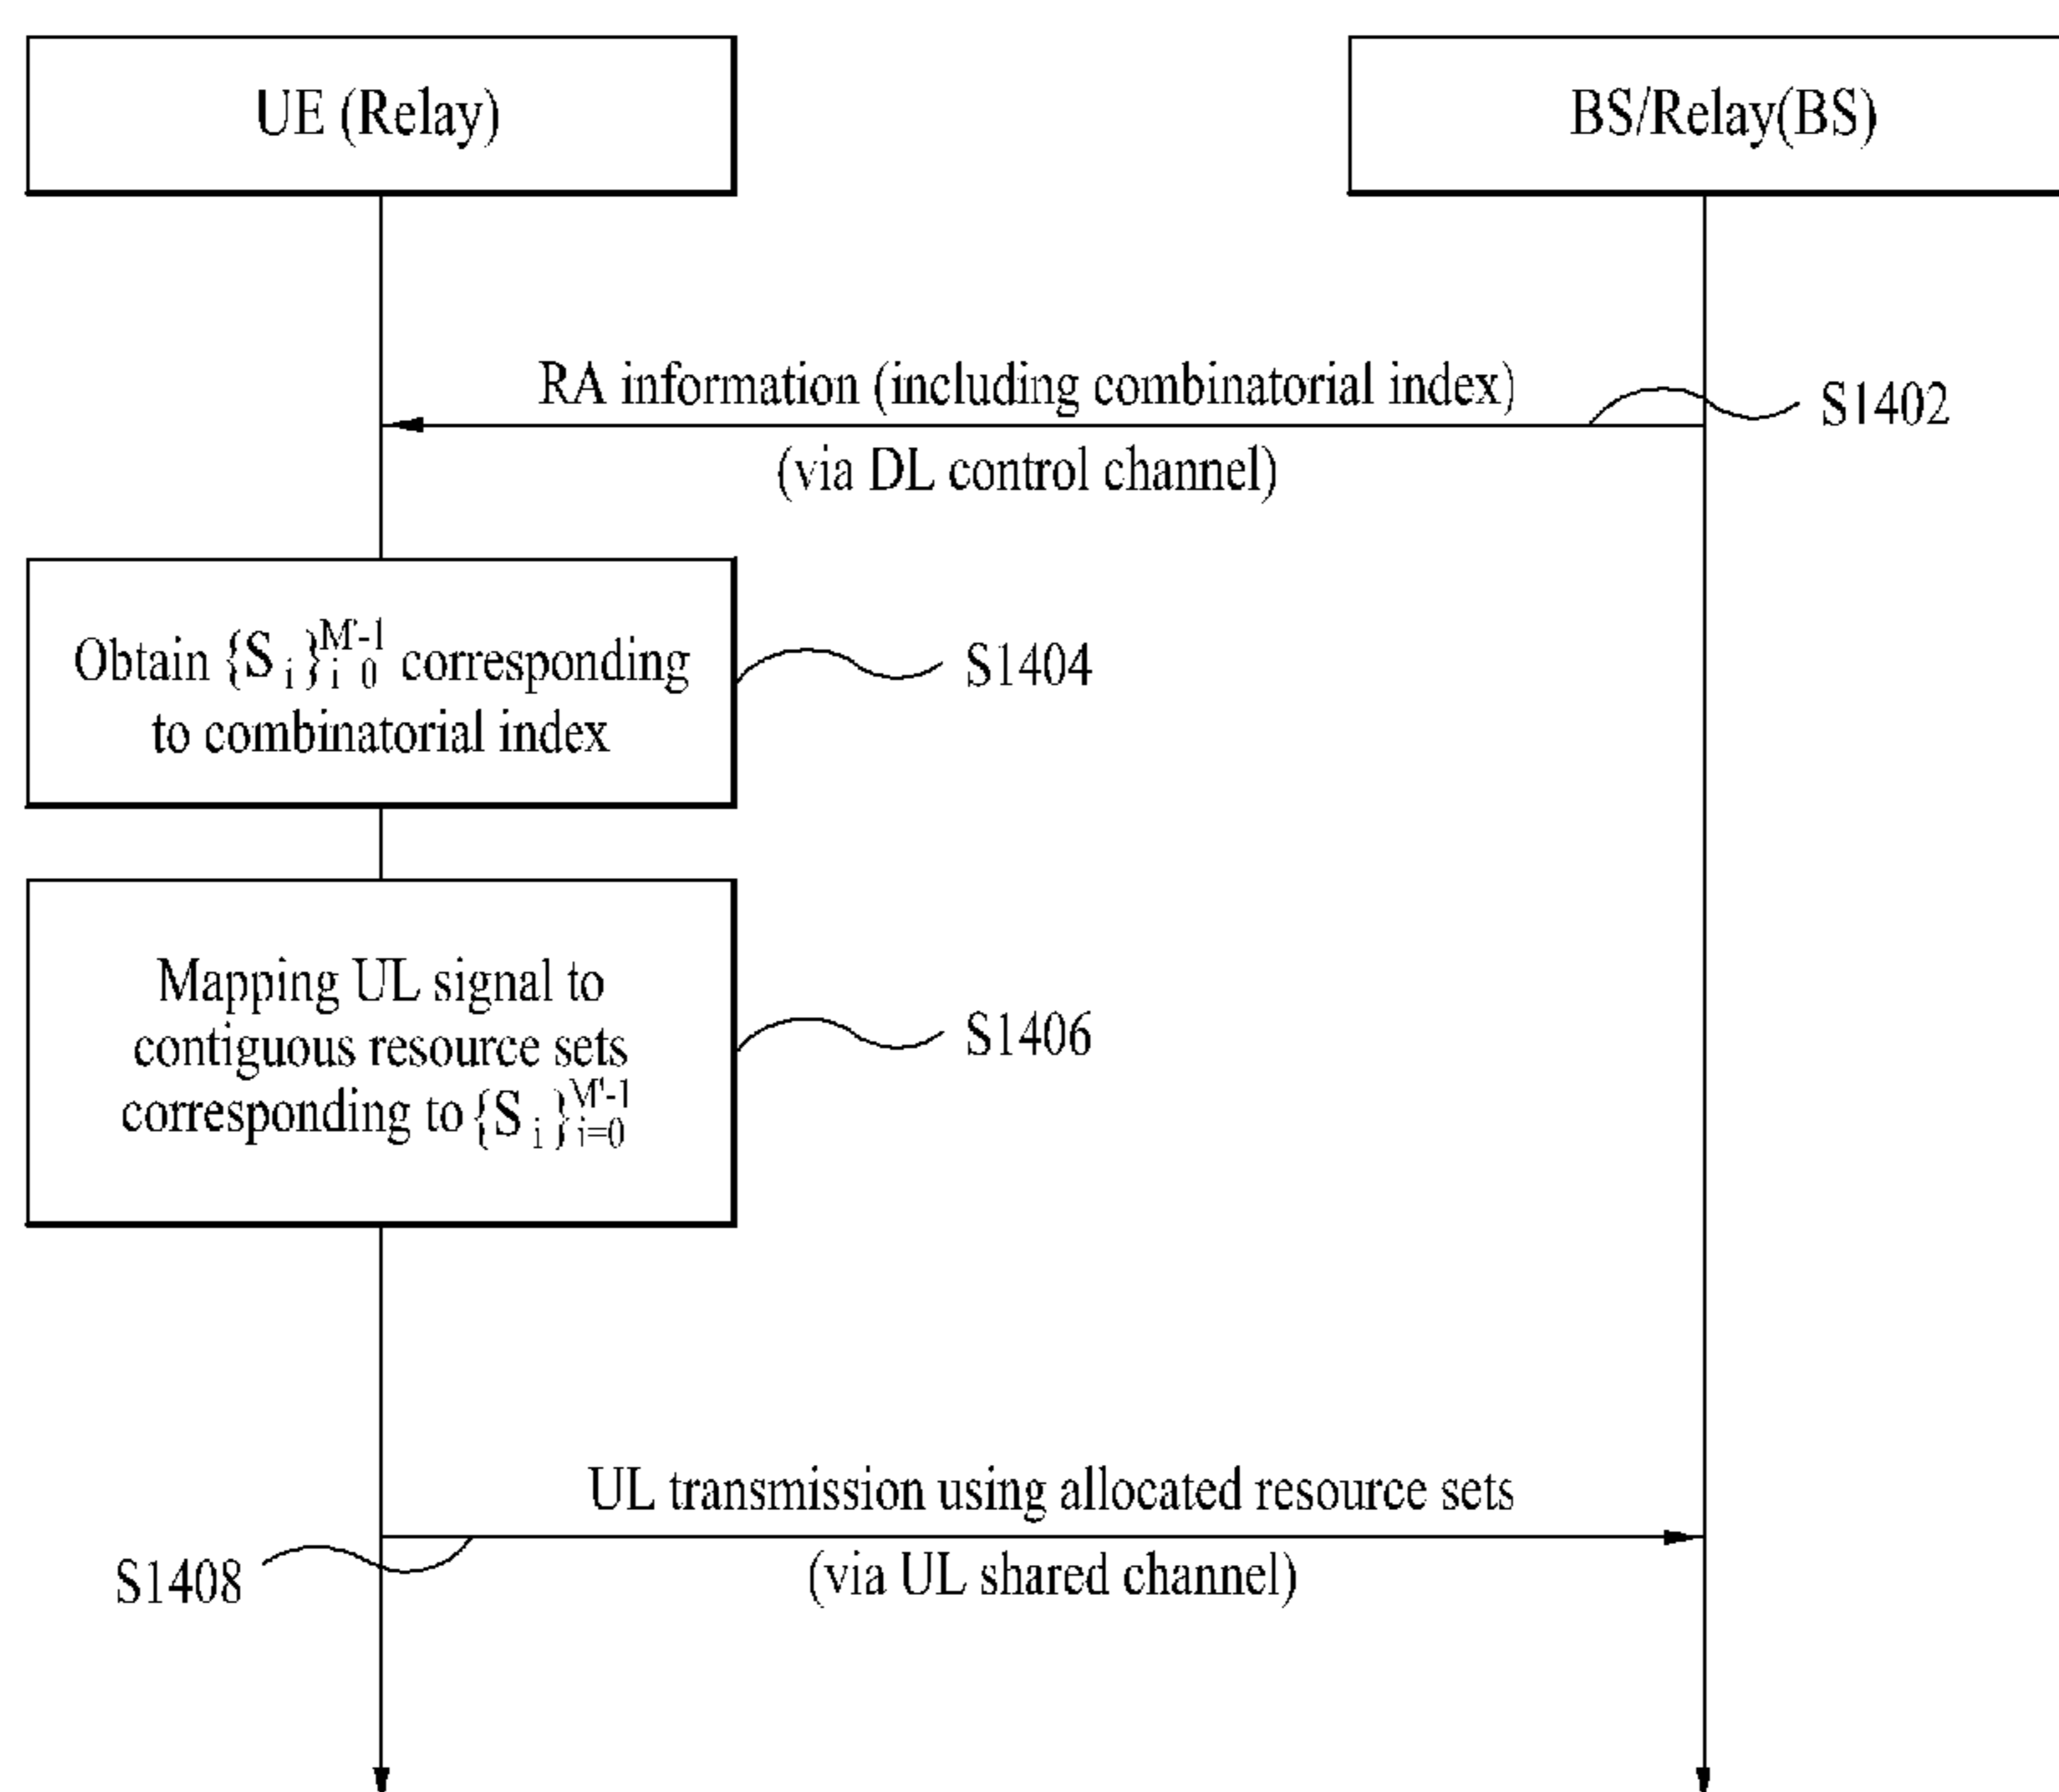 UE (Relay)
BS/Relay(BS)
RA information (including combinatorial index)
S1402
(via DL control channel)
Obtain {S i}M'-1 i 0 corresponding
to combinatorial index
S1404
Mapping UL signal to
contiguous resource sets
corresponding to {S i}M'-1 i=0
S1406
UL transmission using allocated resource sets
(via UL shared channel)
S1408